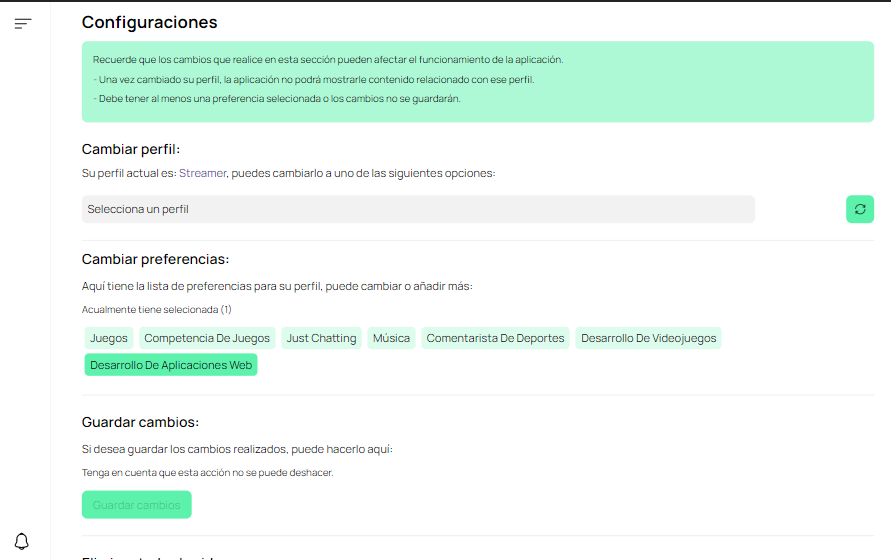 Configuraciones
Recuerde que los cambios que realice en esta sección pueden afectar el funcionamiento de la aplicación.
- Una vez cambiado su perfil, la aplicación no podrá mostrarle contenido relacionado con ese perfil.
- Debe tener al menos una preferencia selecionada o los cambios no se guardarán.
Cambiar perfil:
Su perfil actual es: Streamer, puedes cambiarlo a uno de las siguientes opciones:
Selecciona un perfil
Cambiar preferencias:
Aquí tiene la lista de preferencias para su perfil, puede cambiar o añadir más:
Acualmente tiene selecionada (1)
Juegos Competencia De Juegos Just Chatting Música Comentarista De Deportes Desarrollo De Videojuegos
Desarrollo De Aplicaciones Web
Guardar cambios:
Si desea guardar los cambios realizados, puede hacerlo aquí:
Tenga en cuenta que esta acción no se puede deshacer.
Guardar cambios